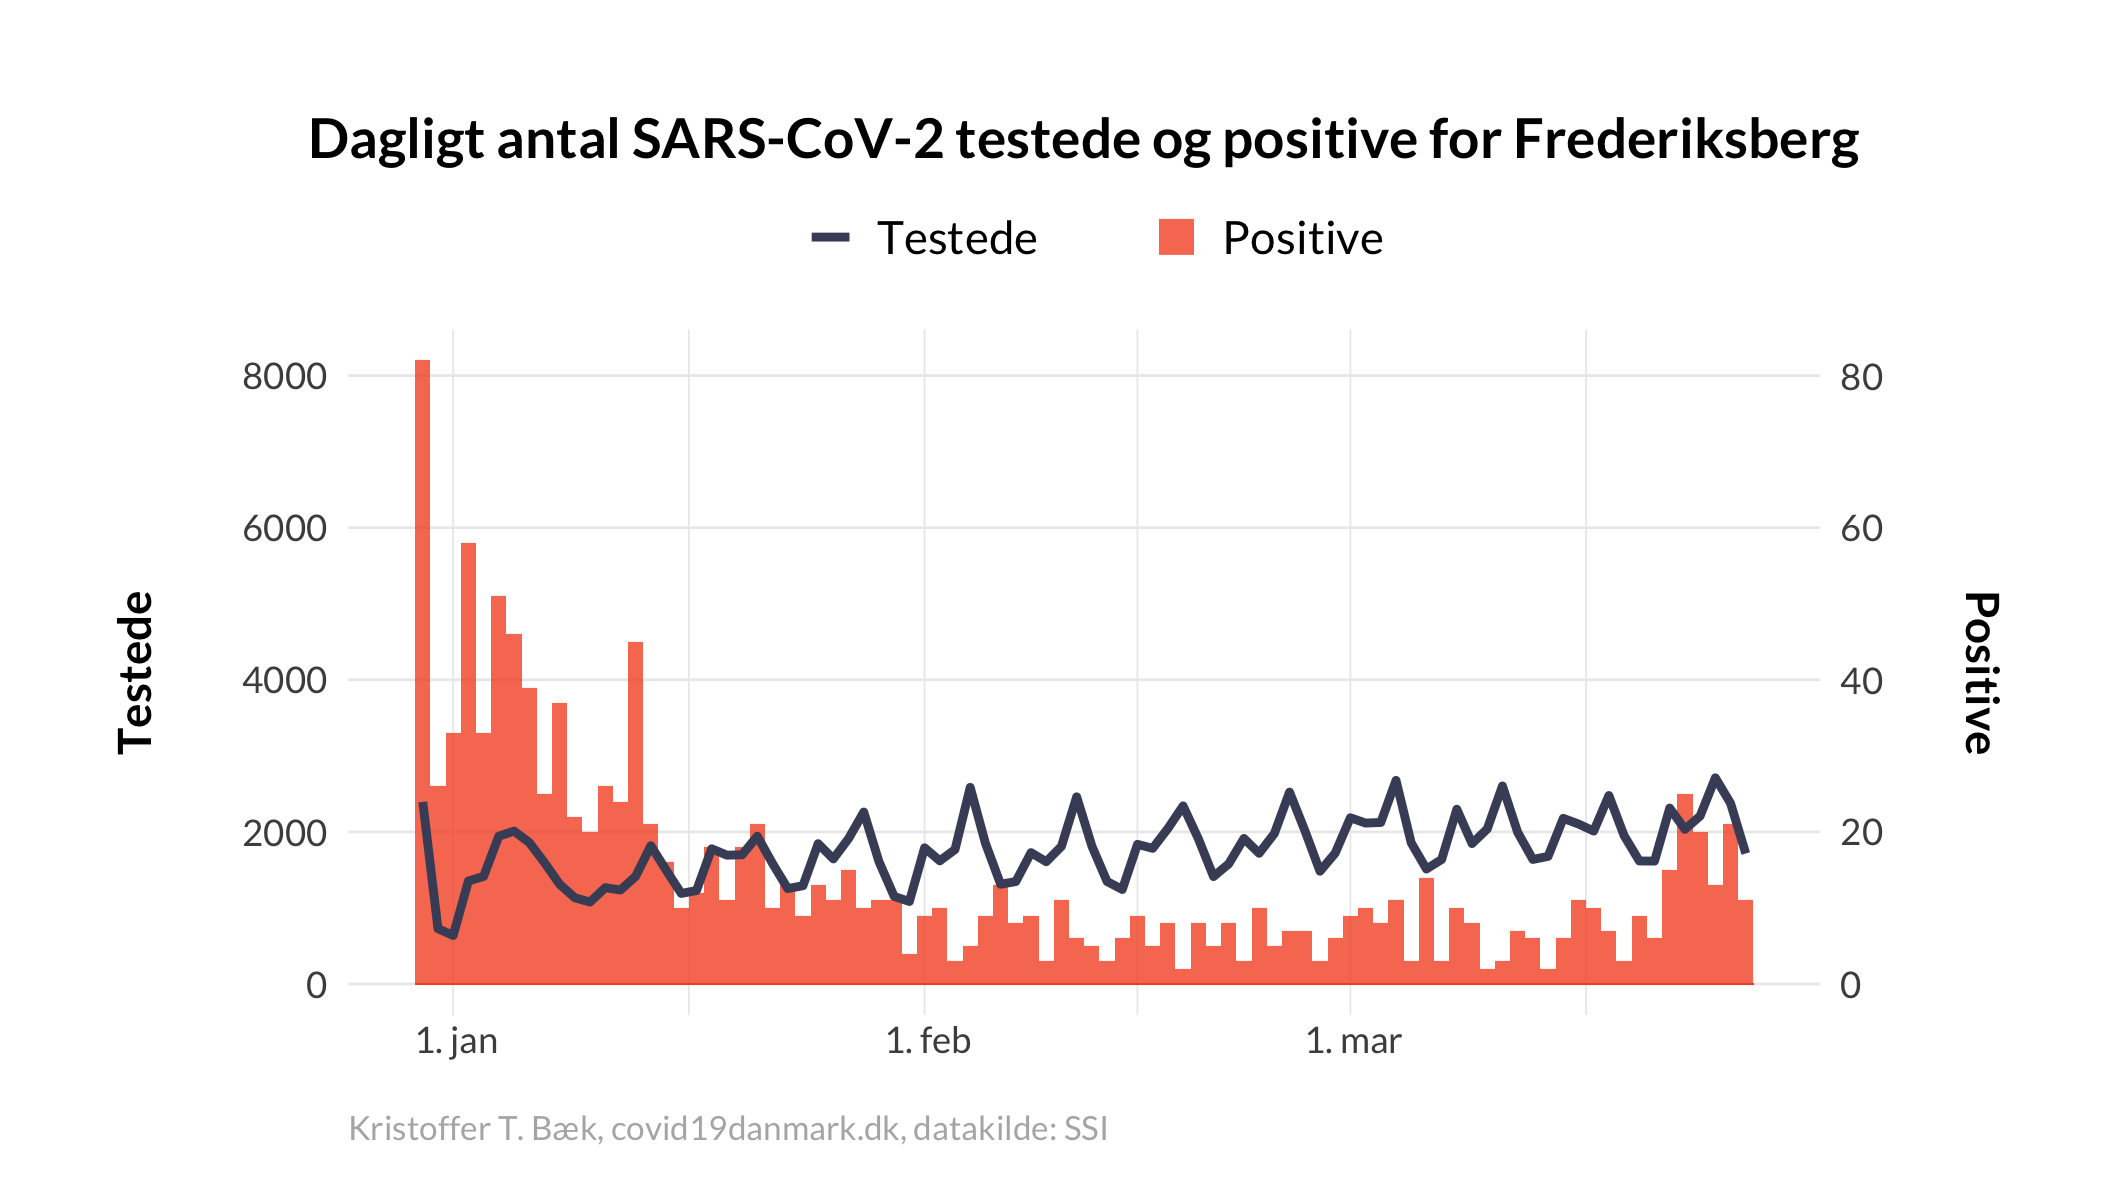 Dagligt antal SARS-CoV-2 testede og positive for Frederiksberg
Testede
Positive
8000
6000
4000
2000
0
Testede
80
60
40
20
0
Positive
1. jan
1. feb
1. mar
Kristoffer T. Bæk, covid19danmark.dk, datakilde: SSI